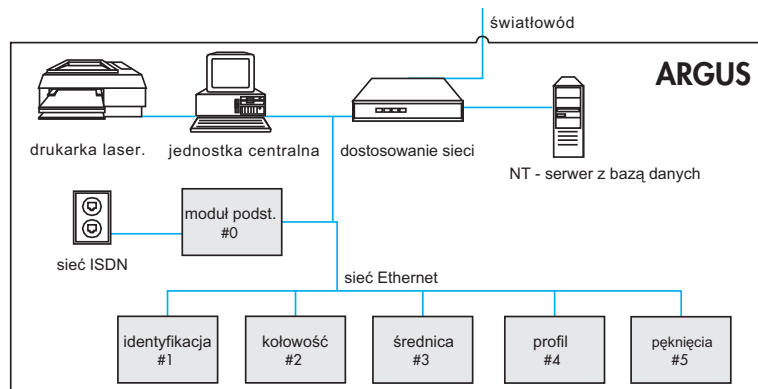 światłowód
ARGUS
drukarka laser.
jednostka centralna
dostosowanie sieci
NT - serwer z bazą danych
moduł podst.
#0
sieć ISDN
sieć Ethernet
identyfikacja
#1
kołowość
#2
średnica
#3
profil
#4
pęknięcia
#5